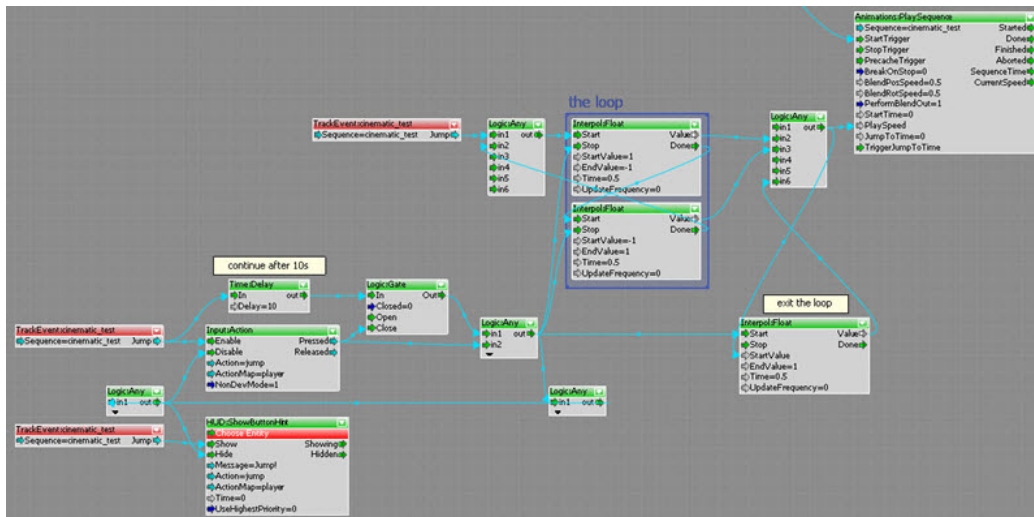 Animations:PlaySequence
Sequence=cinematic_test Started
StartTrigger Done
StopTrigger Finished
PrecacheTrigger Aborted
BreakOnStop=0 SequenceTime
BlendPosSpeed=0.5 CurrentSpeed
BlendRotSpeed=0.5
PerformBlendOut=1
StartTime=0
PlaySpeed
JumpToTime=0
TriggerJumpToTime
the loop
TrackEvent:cinematic_test
Sequence=cinematic_test Jump
Logic:Any
in1 out
in2
in3
in4
in5
in6
Interpol:Float
Start Value
Stop Done
StartValue=1
EndValue=-1
Time=0.5
UpdateFrequency=0
Interpol:Float
Start Value
Stop Done
StartValue=-1
EndValue=1
Time=0.5
UpdateFrequency=0
Logic:Any
in1 out
in2
in3
in4
in5
in6
continue after 10s
Time:Delay
In out
Delay=10
Logic:Gate
In Out
Closed=0
Open
Close
TrackEvent:cinematic_test
Sequence=cinematic_test Jump
Input:Action
Enable Pressed
Disable Released
Action=jump
ActionMap=player
NonDevMode=1
Logic:Any
in1 out
in2
exit the loop
Interpol:Float
Start Value
Stop Done
StartValue
EndValue=1
Time=0.5
UpdateFrequency=0
Logic:Any
in1 out
Logic:Any
in1 out
TrackEvent:cinematic_test
Sequence=cinematic_test Jump
HUD:ShowButtonHint
Choose Entity
Show Showing
Hide Hidden
Message=Jump!
Action=jump
ActionMap=player
Time=0
UseHighestPriority=0